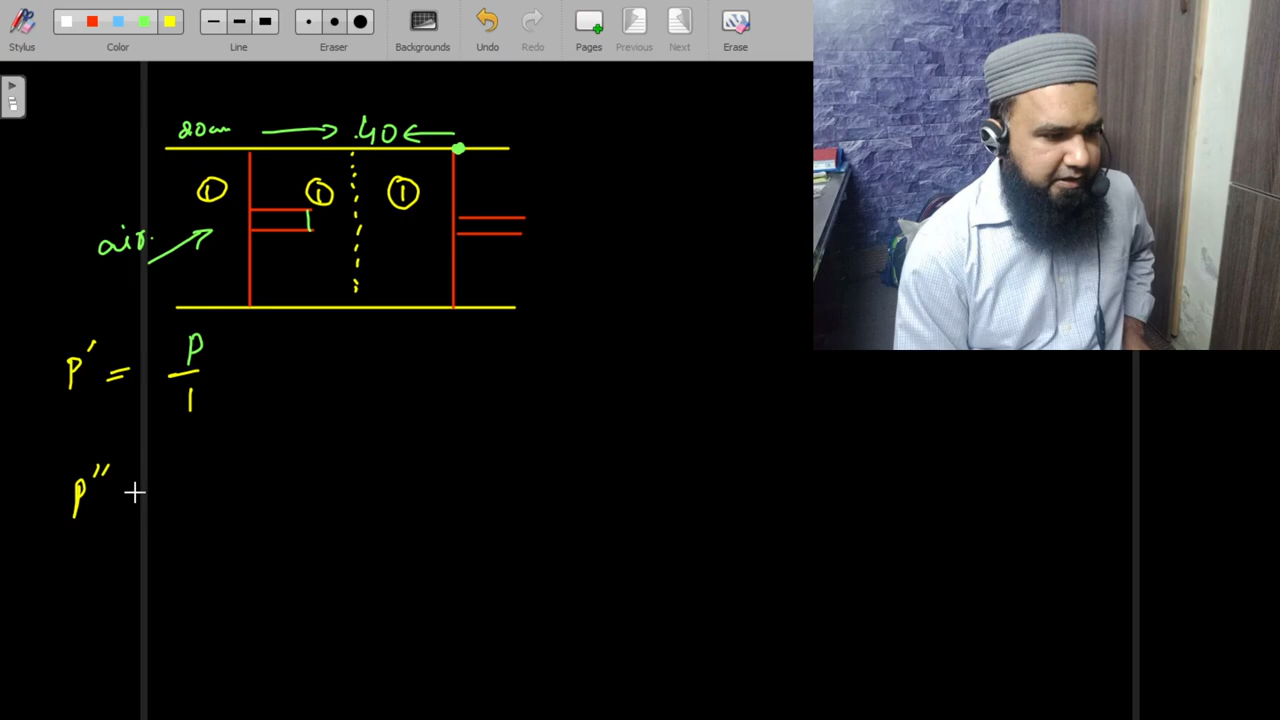 Stylus Color Line Eraser Backgrounds Undo Redo Pages Previous Next Erase
20cm → .40 ←
① ① ①
air.
P' = P/1
P"